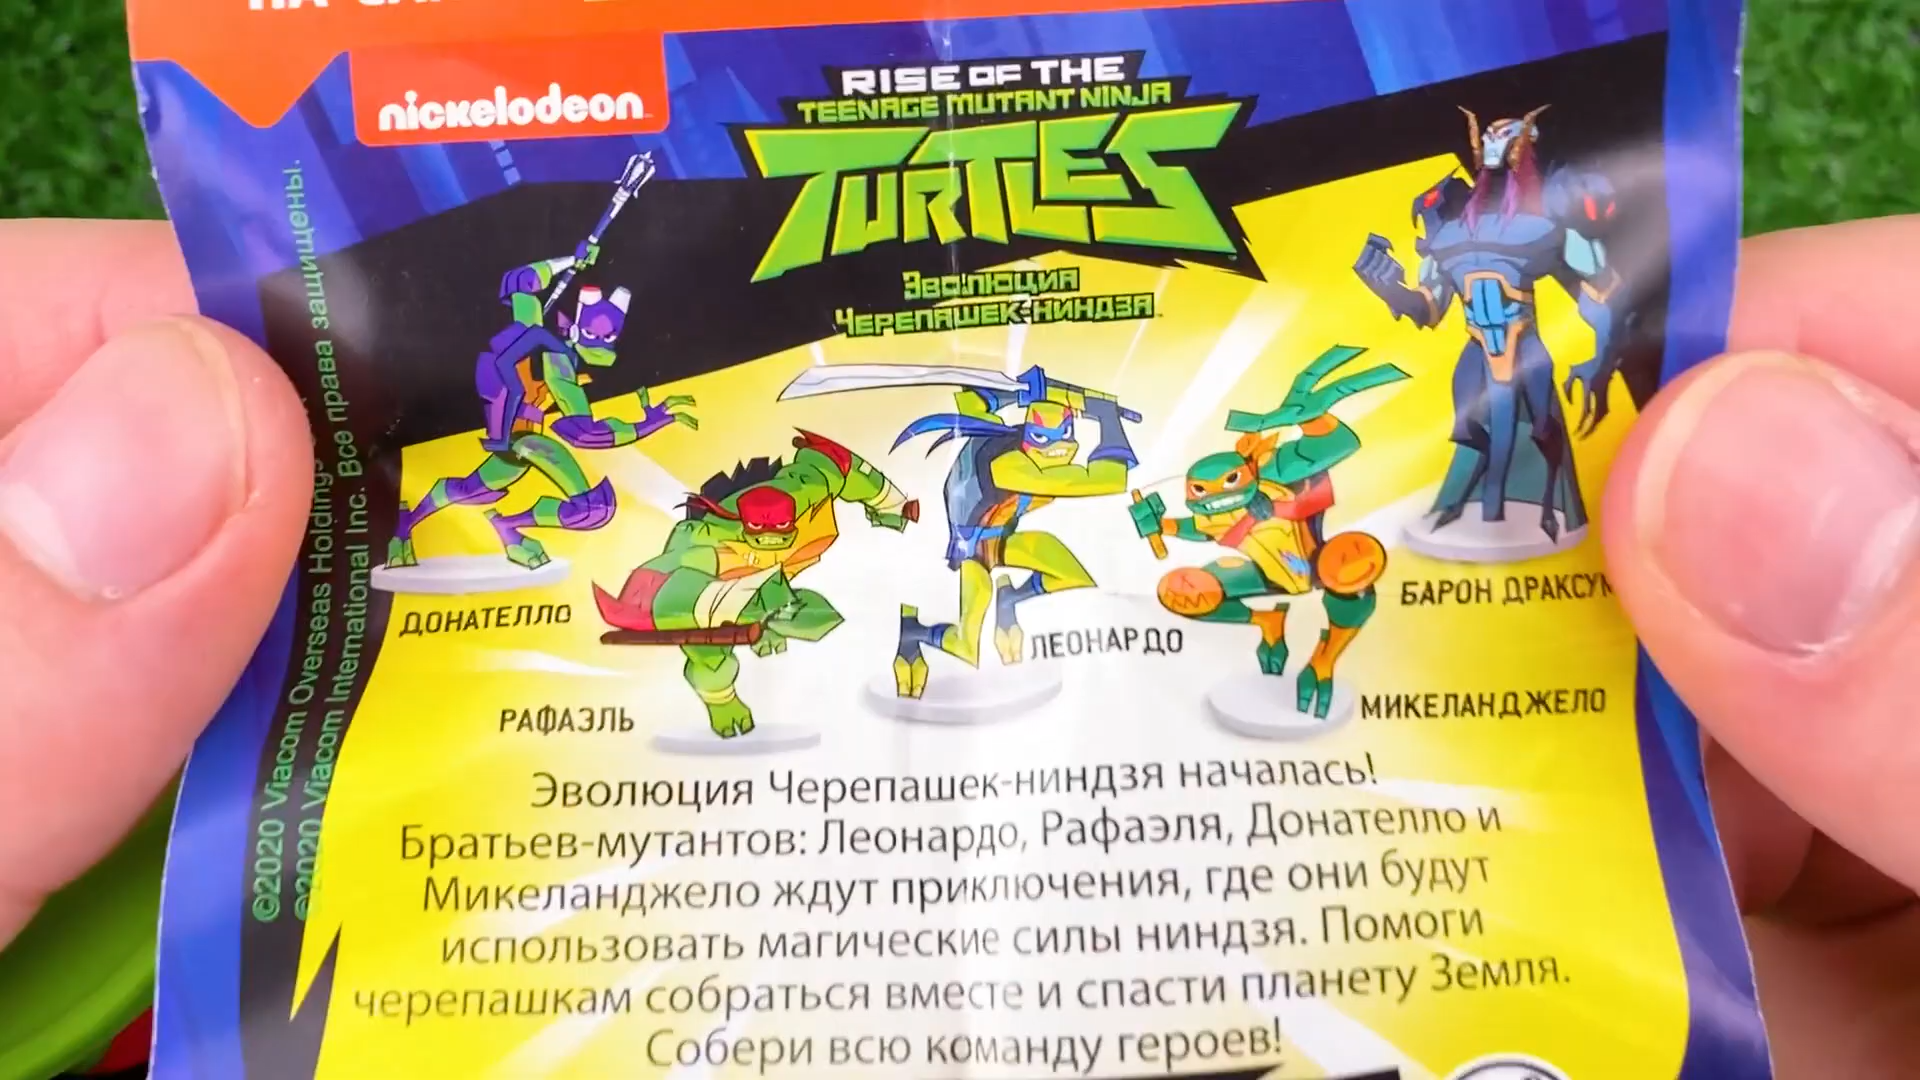 nickelodeon
RISE OF THE
TEENAGE MUTANT NINJA
TURTLES
Эволюция
Черепашек-ниндзя
©2020 Viacom Overseas Holdings
©2020 Viacom International Inc. Все права защищены.
ДОНАТЕЛЛО
РАФАЭЛЬ
ЛЕОНАРДО
МИКЕЛАНДЖЕЛО
БАРОН ДРАКСУМ
Эволюция Черепашек-ниндзя началась!
Братьев-мутантов: Леонардо, Рафаэля, Донателло и
Микеланджело ждут приключения, где они будут
использовать магические силы ниндзя. Помоги
черепашкам собраться вместе и спасти планету Земля.
Собери всю команду героев!